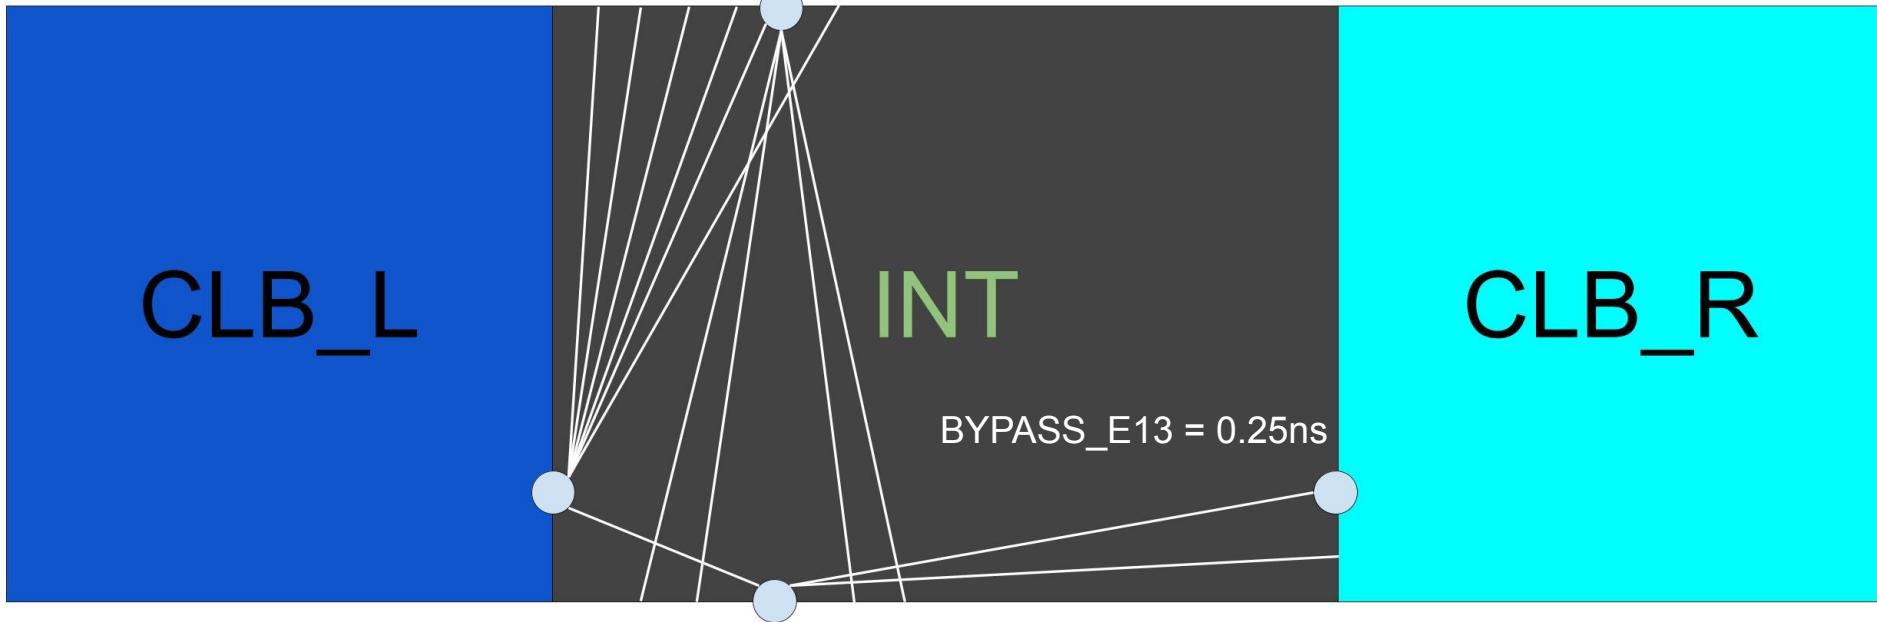 CLB_L
INT
CLB_R
BYPASS_E13 = 0.25ns